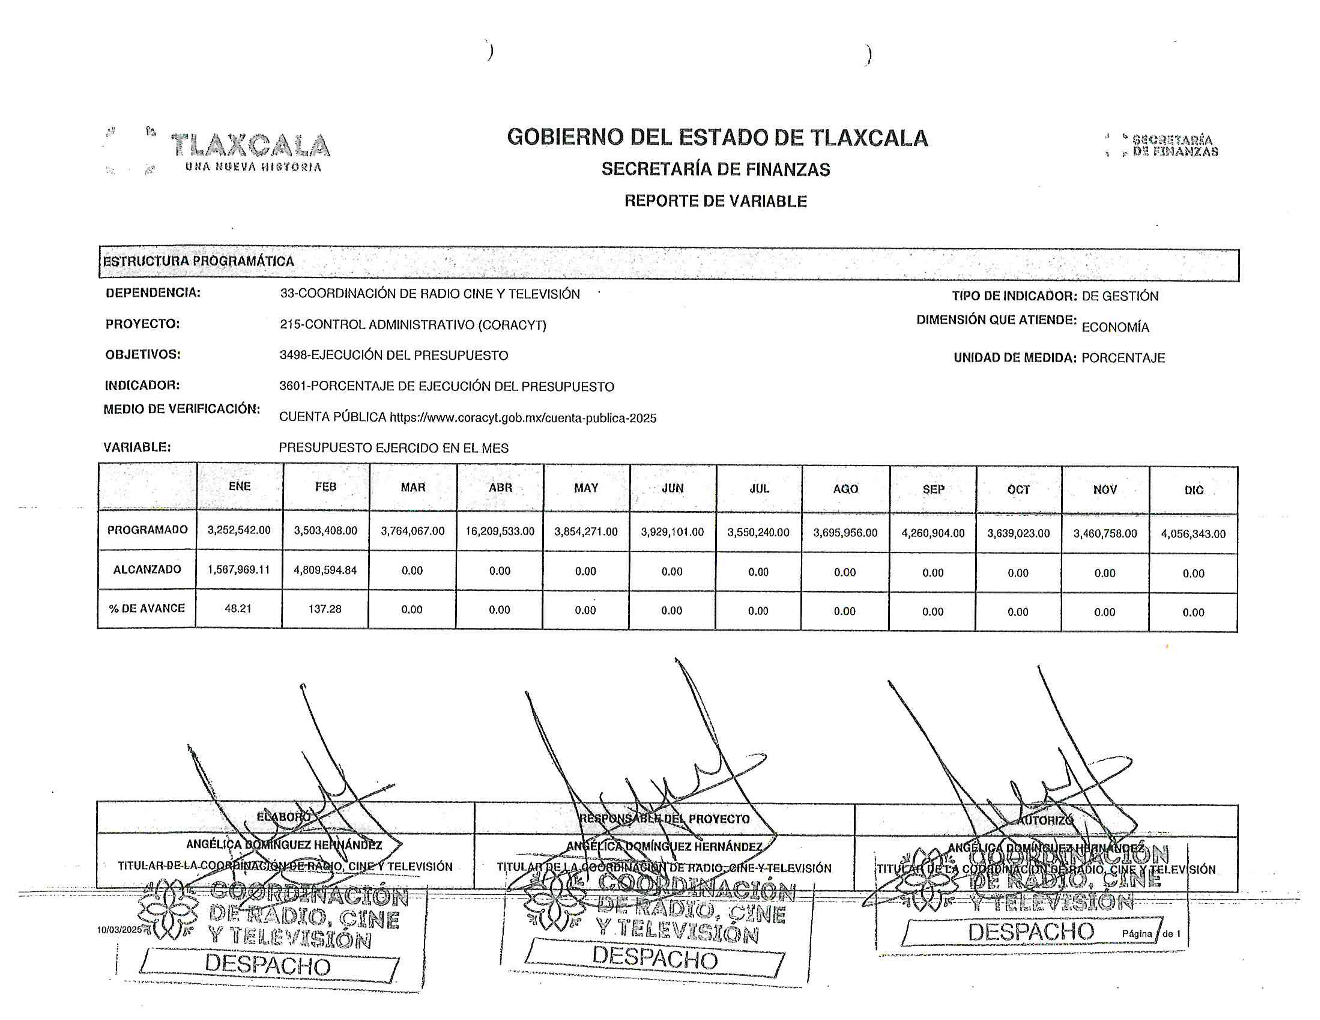 TLAXCALA
UNA NUEVA HISTORIA
GOBIERNO DEL ESTADO DE TLAXCALA
SECRETARÍA DE FINANZAS
REPORTE DE VARIABLE
SECRETARÍA
DE FINANZAS
ESTRUCTURA PROGRAMÁTICA
DEPENDENCIA: 33-COORDINACIÓN DE RADIO CINE Y TELEVISIÓN TIPO DE INDICADOR: DE GESTIÓN
PROYECTO: 215-CONTROL ADMINISTRATIVO (CORACYT) DIMENSIÓN QUE ATIENDE: ECONOMÍA
OBJETIVOS: 3498-EJECUCIÓN DEL PRESUPUESTO UNIDAD DE MEDIDA: PORCENTAJE
INDICADOR: 3601-PORCENTAJE DE EJECUCIÓN DEL PRESUPUESTO
MEDIO DE VERIFICACIÓN: CUENTA PÚBLICA https://www.coracyt.gob.mx/cuenta-publica-2025
VARIABLE: PRESUPUESTO EJERCIDO EN EL MES
ENE FEB MAR ABR MAY JUN JUL AGO SEP OCT NOV DIC
PROGRAMADO 3,252,542.00 3,503,408.00 3,764,067.00 16,209,533.00 3,854,271.00 3,929,101.00 3,550,240.00 3,695,956.00 4,260,904.00 3,639,023.00 3,460,758.00 4,056,343.00
ALCANZADO 1,567,969.11 4,809,594.84 0.00 0.00 0.00 0.00 0.00 0.00 0.00 0.00 0.00 0.00
% DE AVANCE 48.21 137.28 0.00 0.00 0.00 0.00 0.00 0.00 0.00 0.00 0.00 0.00
ELABORÓ RESPONSABLE DEL PROYECTO AUTORIZÓ
ANGÉLICA DOMÍNGUEZ HERNÁNDEZ ANGÉLICA DOMÍNGUEZ HERNÁNDEZ ANGÉLICA DOMÍNGUEZ HERNÁNDEZ
TITULAR DE LA COORDINACIÓN DE RADIO, CINE Y TELEVISIÓN TITULAR DE LA COORDINACIÓN DE RADIO, CINE Y TELEVISIÓN TITULAR DE LA COORDINACIÓN DE RADIO, CINE Y TELEVISIÓN
COORDINACIÓN
DE RADIO, CINE
Y TELEVISIÓN
DESPACHO
COORDINACIÓN
DE RADIO, CINE
Y TELEVISIÓN
DESPACHO
COORDINACIÓN
DE RADIO, CINE
Y TELEVISIÓN
DESPACHO
10/03/2025
Página de 1